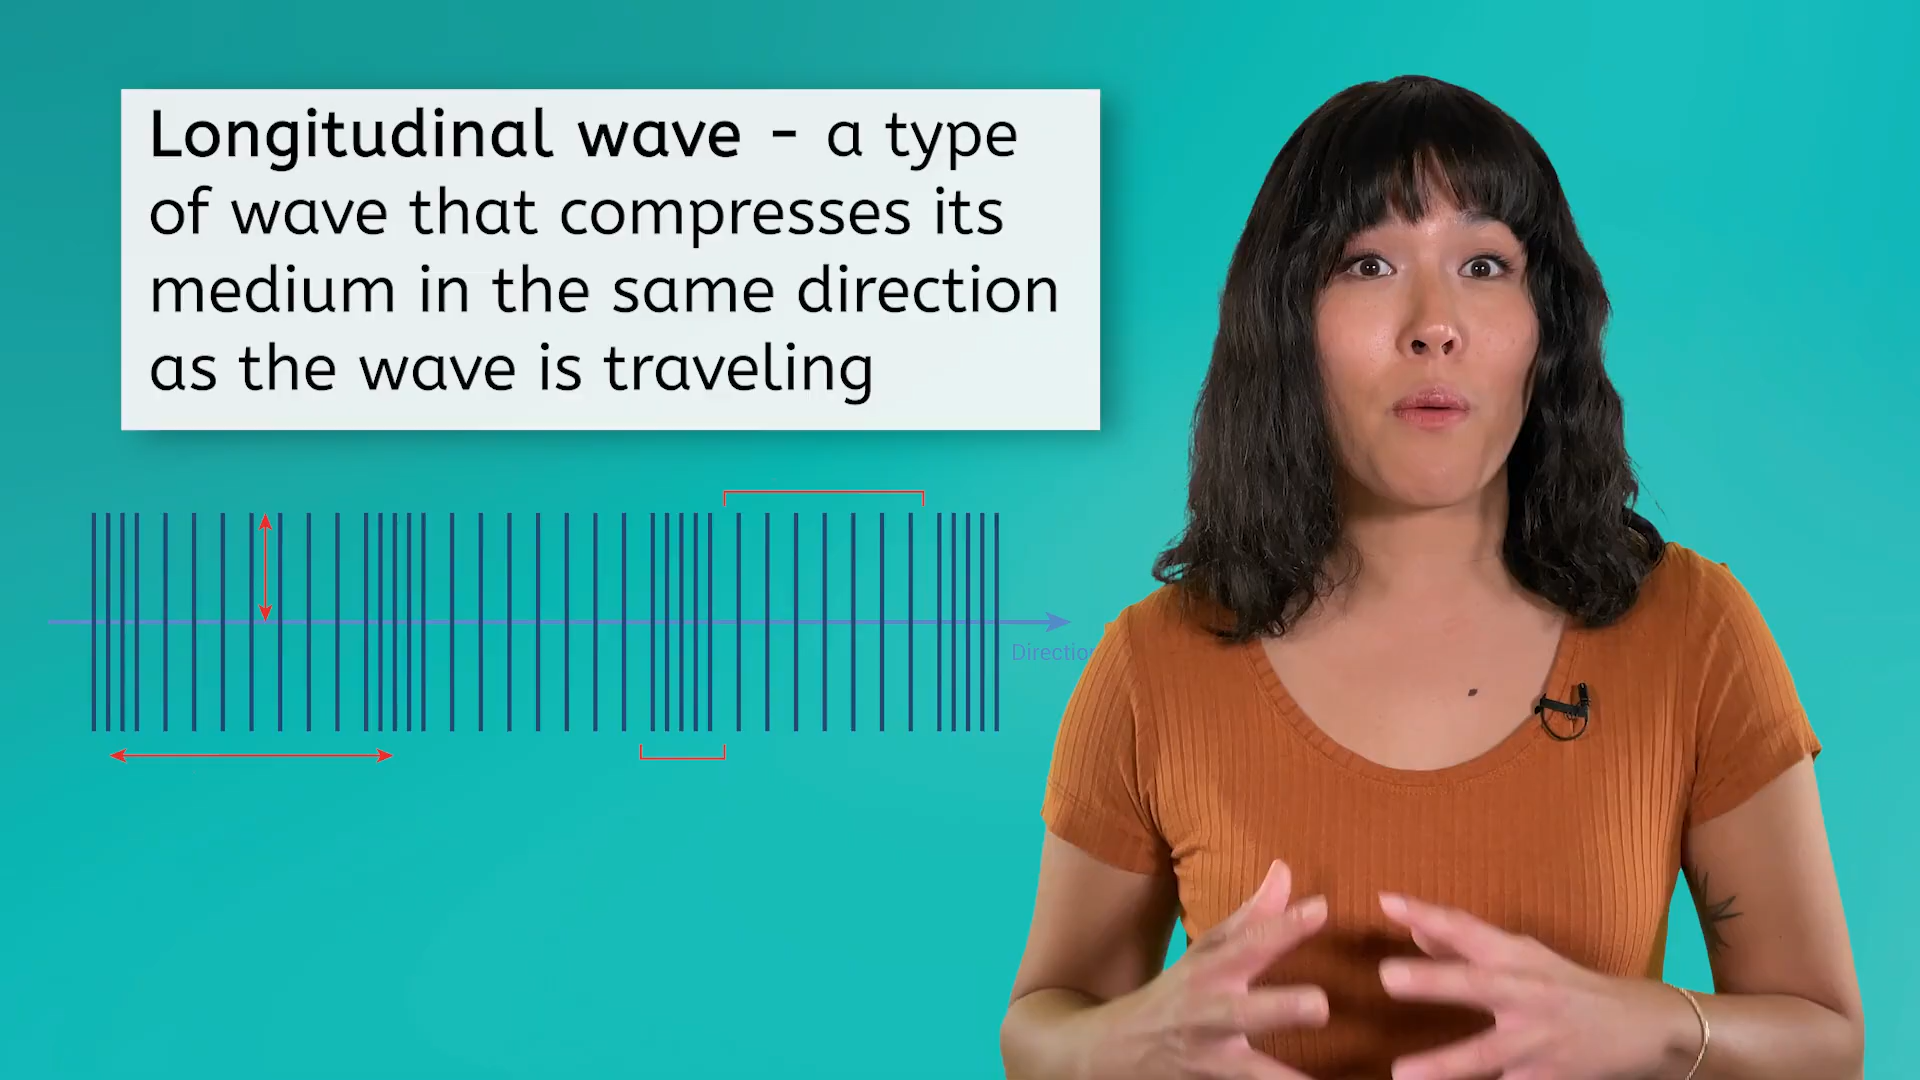 Longitudinal wave - a type
of wave that compresses its
medium in the same direction
as the wave is traveling